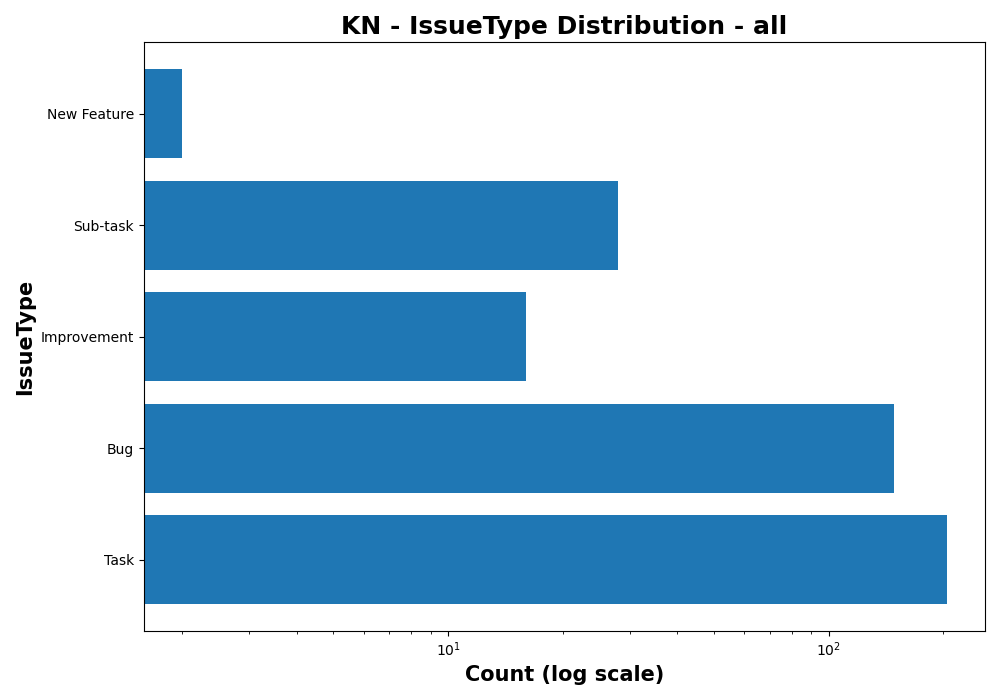 KN - IssueType Distribution - all
New Feature
Sub-task
Improvement
Bug
Task
IssueType
10¹
10²
Count (log scale)